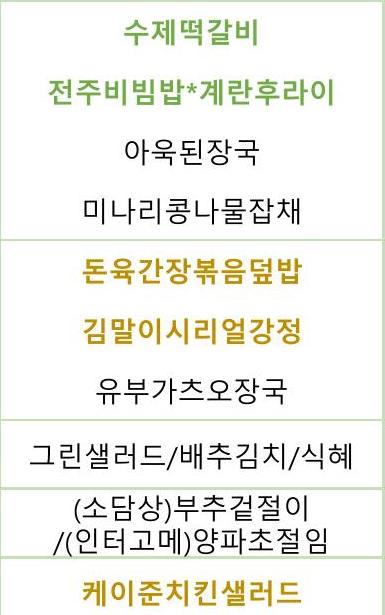 수제떡갈비
전주비빔밥*계란후라이
아욱된장국
미나리콩나물잡채
돈육간장볶음덮밥
김말이시리얼강정
유부가츠오장국
그린샐러드/배추김치/식혜
(소담상)부추겉절이
/(인터고메)양파초절임
케이준치킨샐러드